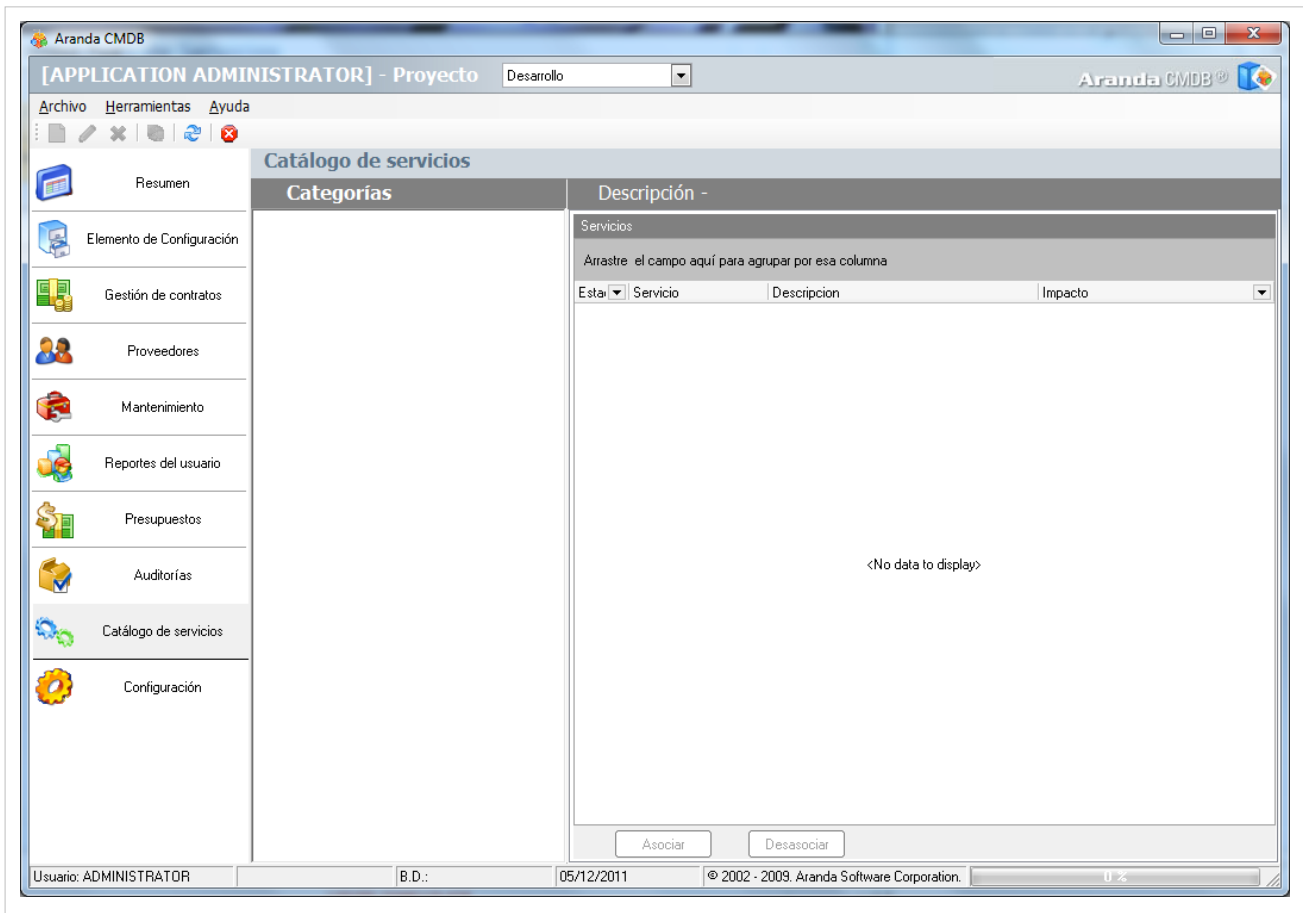 Aranda CMDB
[APPLICATION ADMINISTRATOR] - Proyecto Desarrollo Aranda CMDB®
Archivo Herramientas Ayuda
Catálogo de servicios
Categorías Descripción -
Resumen
Elemento de Configuración
Gestión de contratos
Proveedores
Mantenimiento
Reportes del usuario
Presupuestos
Auditorías
Catálogo de servicios
Configuración
Servicios
Arrastre el campo aquí para agrupar por esa columna
Esta Servicio Descripcion Impacto
<No data to display>
Asociar Desasociar
Usuario: ADMINISTRATOR B.D.: 05/12/2011 © 2002 - 2009. Aranda Software Corporation. 0 %